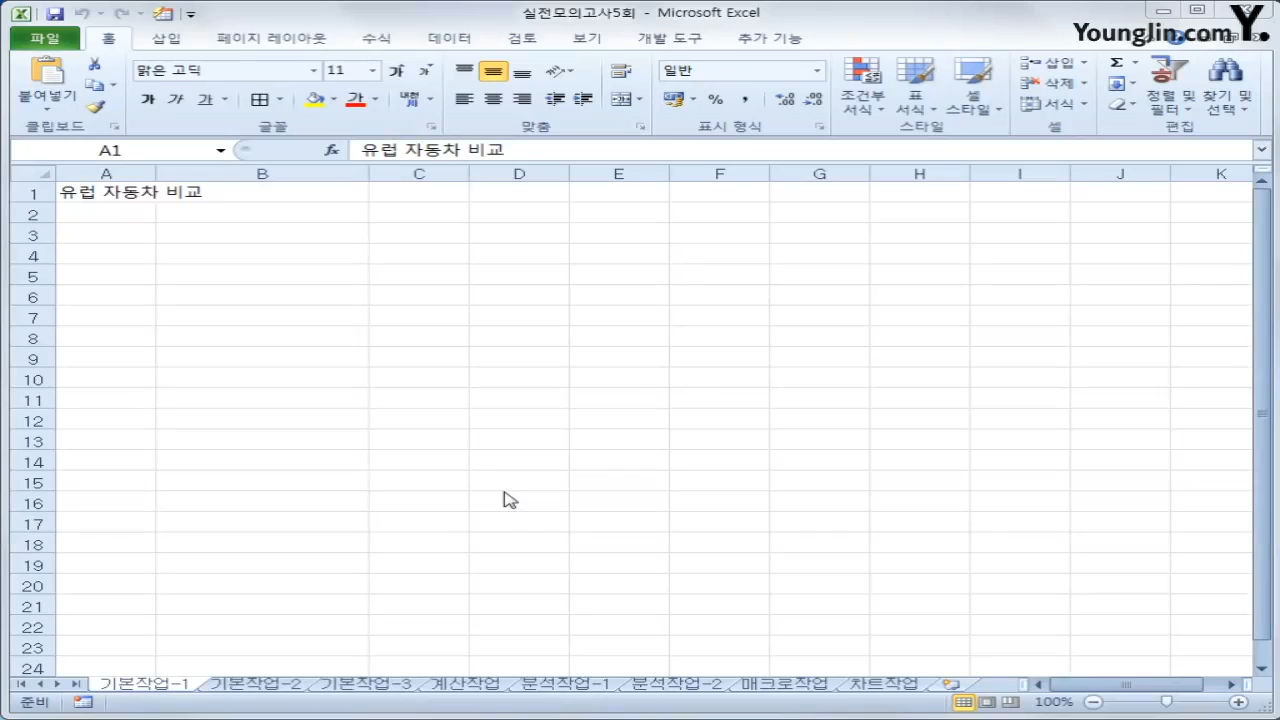 실전모의고사5회 - Microsoft Excel
YoungJin.com Y.
파일 홈 삽입 페이지 레이아웃 수식 데이터 검토 보기 개발 도구 추가 기능
붙여넣기
맑은 고딕 11 가 가
가 가 가 가
일반
%
조건부 서식
표 서식
셀 스타일
삽입
삭제
서식
Σ
정렬 및 필터
찾기 및 선택
클립보드 글꼴 맞춤 표시 형식 스타일 셀 편집
A1 fx 유럽 자동차 비교
A B C D E F G H I J K
1 유럽 자동차 비교
2
3
4
5
6
7
8
9
10
11
12
13
14
15
16
17
18
19
20
21
22
23
24
기본작업-1 기본작업-2 기본작업-3 계산작업 분석작업-1 분석작업-2 매크로작업 차트작업
준비 100%